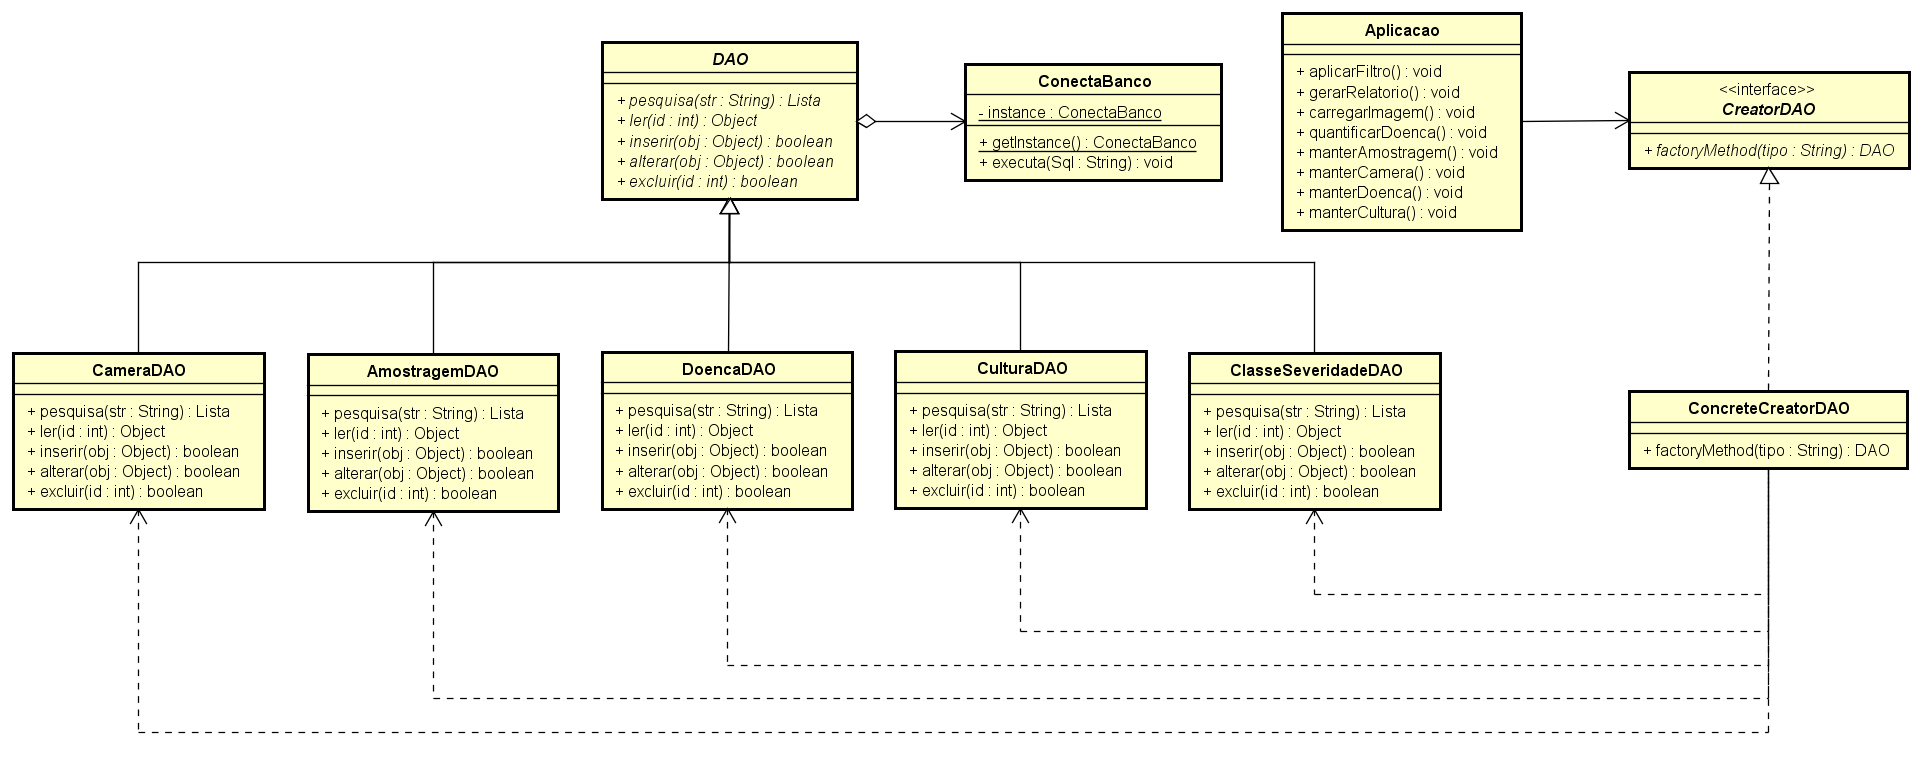 DAO
+ pesquisa(str : String) : Lista
+ ler(id : int) : Object
+ inserir(obj : Object) : boolean
+ alterar(obj : Object) : boolean
+ excluir(id : int) : boolean
ConectaBanco
- instance : ConectaBanco
+ getInstance() : ConectaBanco
+ executa(Sql : String) : void
Aplicacao
+ aplicarFiltro() : void
+ gerarRelatorio() : void
+ carregarImagem() : void
+ quantificarDoenca() : void
+ manterAmostragem() : void
+ manterCamera() : void
+ manterDoenca() : void
+ manterCultura() : void
<<interface>>
CreatorDAO
+ factoryMethod(tipo : String) : DAO
CameraDAO
+ pesquisa(str : String) : Lista
+ ler(id : int) : Object
+ inserir(obj : Object) : boolean
+ alterar(obj : Object) : boolean
+ excluir(id : int) : boolean
AmostragemDAO
+ pesquisa(str : String) : Lista
+ ler(id : int) : Object
+ inserir(obj : Object) : boolean
+ alterar(obj : Object) : boolean
+ excluir(id : int) : boolean
DoencaDAO
+ pesquisa(str : String) : Lista
+ ler(id : int) : Object
+ inserir(obj : Object) : boolean
+ alterar(obj : Object) : boolean
+ excluir(id : int) : boolean
CulturaDAO
+ pesquisa(str : String) : Lista
+ ler(id : int) : Object
+ inserir(obj : Object) : boolean
+ alterar(obj : Object) : boolean
+ excluir(id : int) : boolean
ClasseSeveridadeDAO
+ pesquisa(str : String) : Lista
+ ler(id : int) : Object
+ inserir(obj : Object) : boolean
+ alterar(obj : Object) : boolean
+ excluir(id : int) : boolean
ConcreteCreatorDAO
+ factoryMethod(tipo : String) : DAO